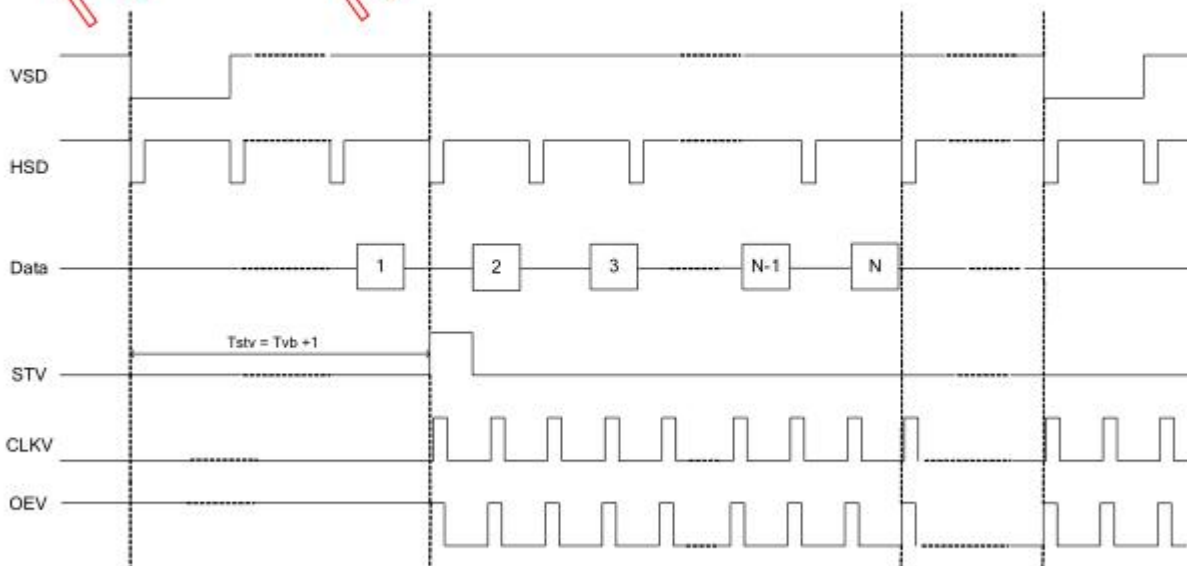 VSD
HSD
Data 1 2 3 N-1 N
Tstv = Tvb +1
STV
CLKV
OEV